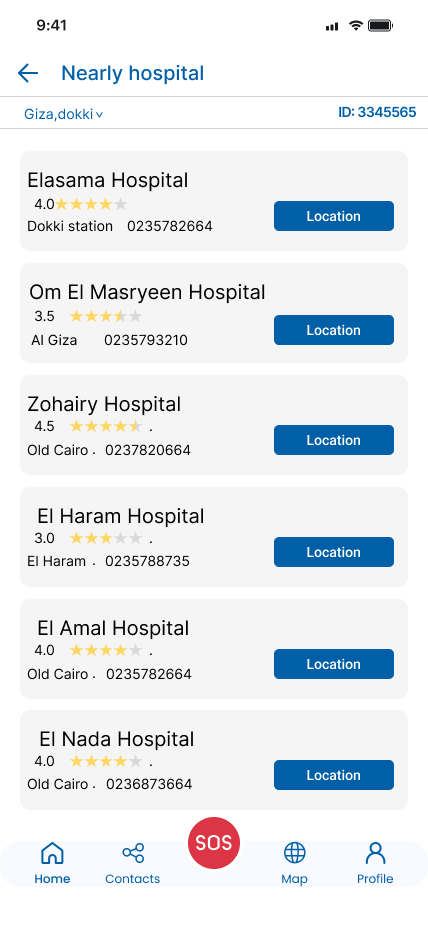 9:41
Nearly hospital
Giza,dokki ID: 3345565
Elasama Hospital
4.0
Dokki station 0235782664
Location
Om El Masryeen Hospital
3.5
Al Giza 0235793210
Location
Zohairy Hospital
4.5 .
Old Cairo . 0237820664
Location
El Haram Hospital
3.0 .
El Haram . 0235788735
Location
El Amal Hospital
4.0 .
Old Cairo . 0235782664
Location
El Nada Hospital
4.0 .
Old Cairo . 0236873664
Location
SOS
Home Contacts Map Profile